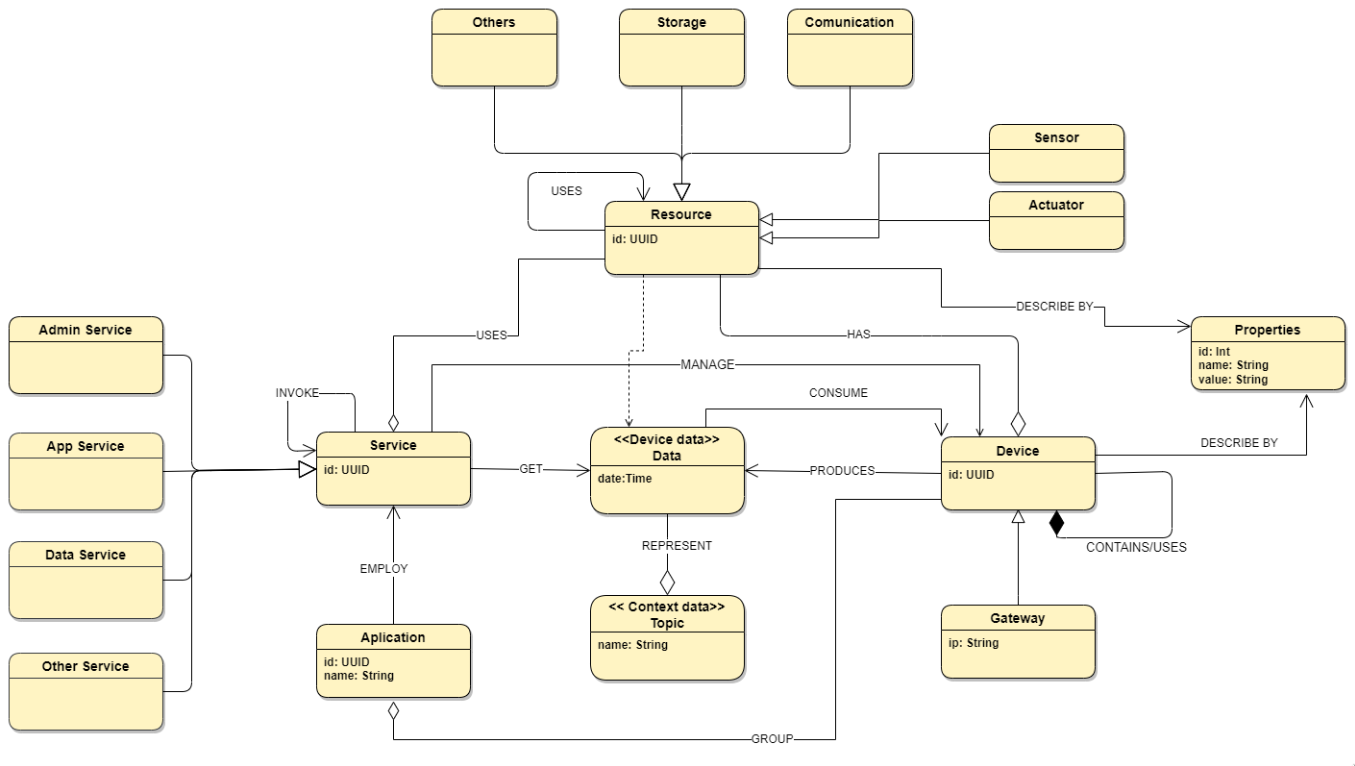 Others
Storage
Comunication
Sensor
Actuator
USES
Resource
id: UUID
DESCRIBE BY
Properties
id: Int
name: String
value: String
USES
HAS
MANAGE
Admin Service
INVOKE
CONSUME
App Service
Service
id: UUID
GET
<<Device data>>
Data
date:Time
PRODUCES
Device
id: UUID
DESCRIBE BY
CONTAINS/USES
Data Service
EMPLOY
REPRESENT
<< Context data>>
Topic
name: String
Gateway
ip: String
Other Service
Aplication
id: UUID
name: String
GROUP